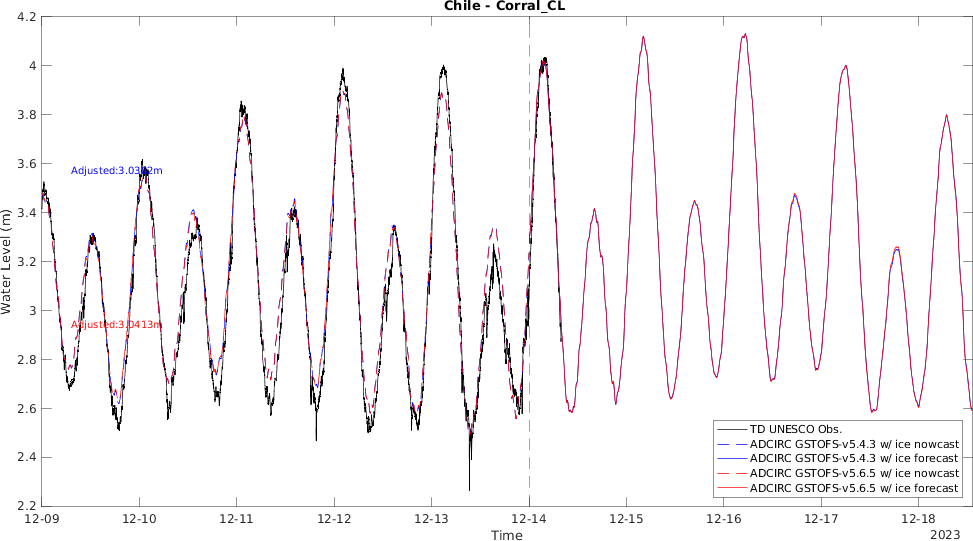 Chile - Corral_CL
4.2
4
3.8
3.6
3.4
3.2
3
2.8
2.6
2.4
2.2
Water Level (m)
Adjusted:3.0342m
Adjusted:3.0413m
TD UNESCO Obs.
ADCIRC GSTOFS-v5.4.3 w/ ice nowcast
ADCIRC GSTOFS-v5.4.3 w/ ice forecast
ADCIRC GSTOFS-v5.6.5 w/ ice nowcast
ADCIRC GSTOFS-v5.6.5 w/ ice forecast
12-09 12-10 12-11 12-12 12-13 12-14 12-15 12-16 12-17 12-18
Time
2023